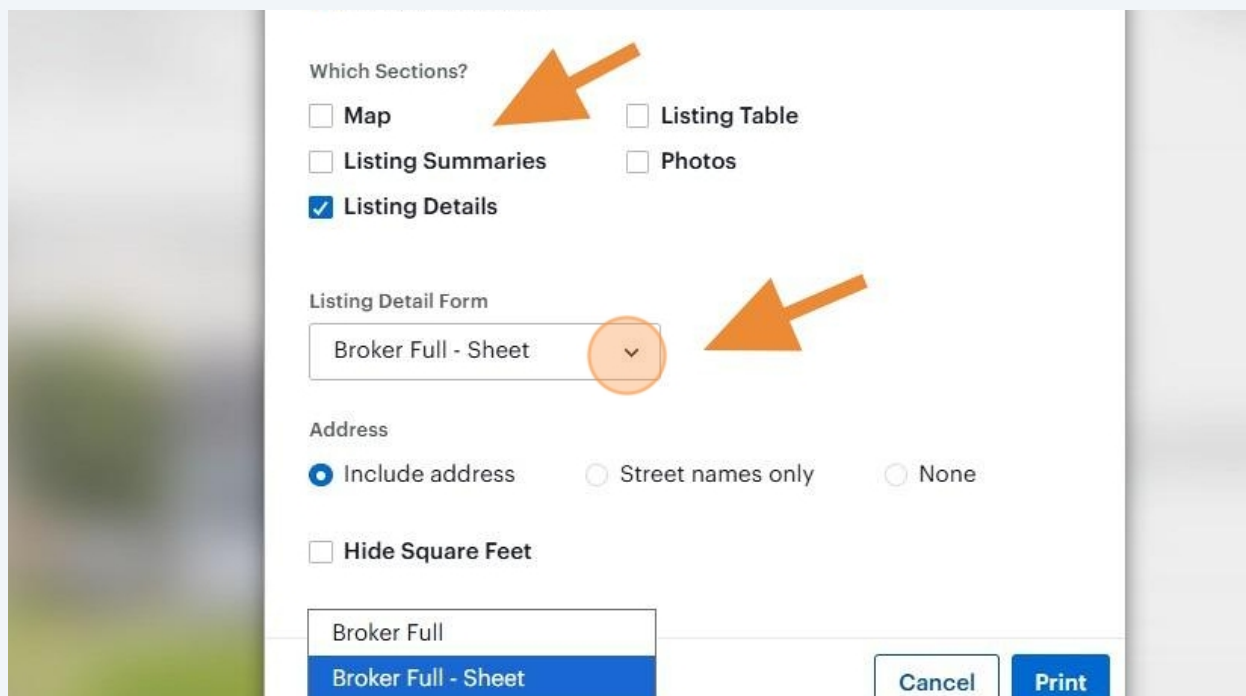 Which Sections?
Map
Listing Table
Listing Summaries
Photos
Listing Details
Listing Detail Form
Broker Full - Sheet
Address
Include address
Street names only
None
Hide Square Feet
Broker Full
Broker Full - Sheet
Cancel
Print